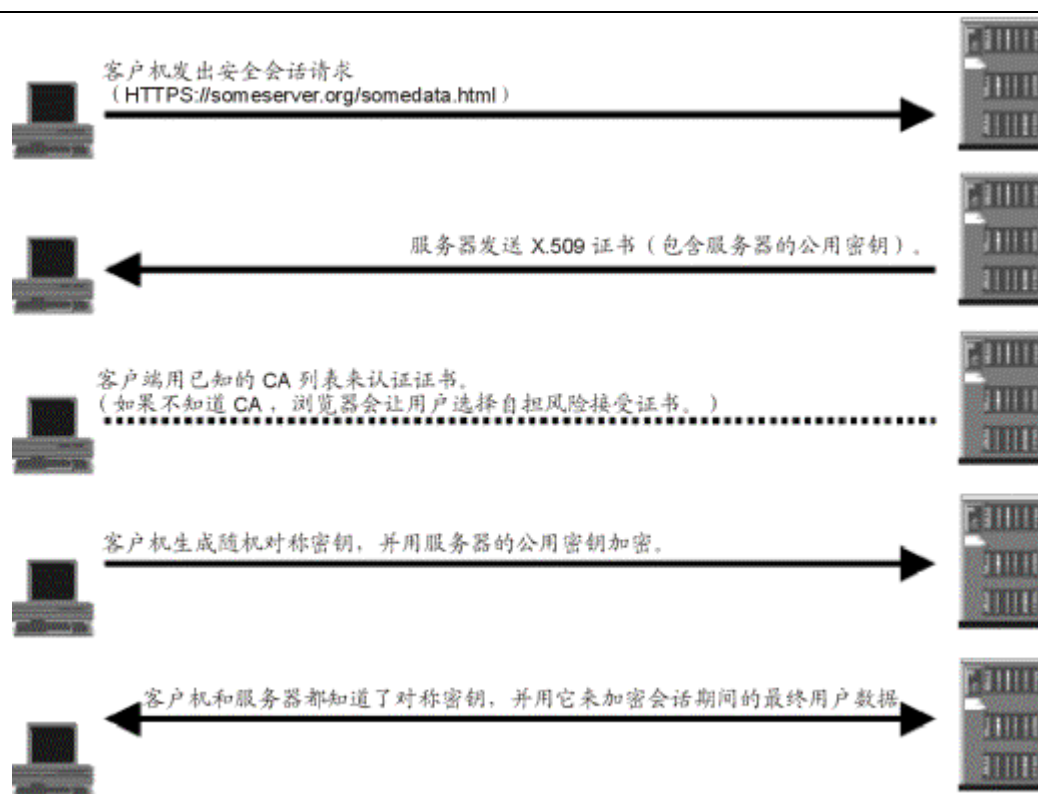 客户机发出安全会话请求
（HTTPS://someserver.org/somedata.html）
服务器发送 X.509 证书（包含服务器的公用密钥）.
客户端用已知的 CA 列表来认证证书。
（如果不知道 CA，浏览器会让用户选择自担风险接受证书。）
客户机生成随机对称密钥，并用服务器的公用密钥加密。
客户机和服务器都知道了对称密钥，并用它来加密会话期间的最终用户数据